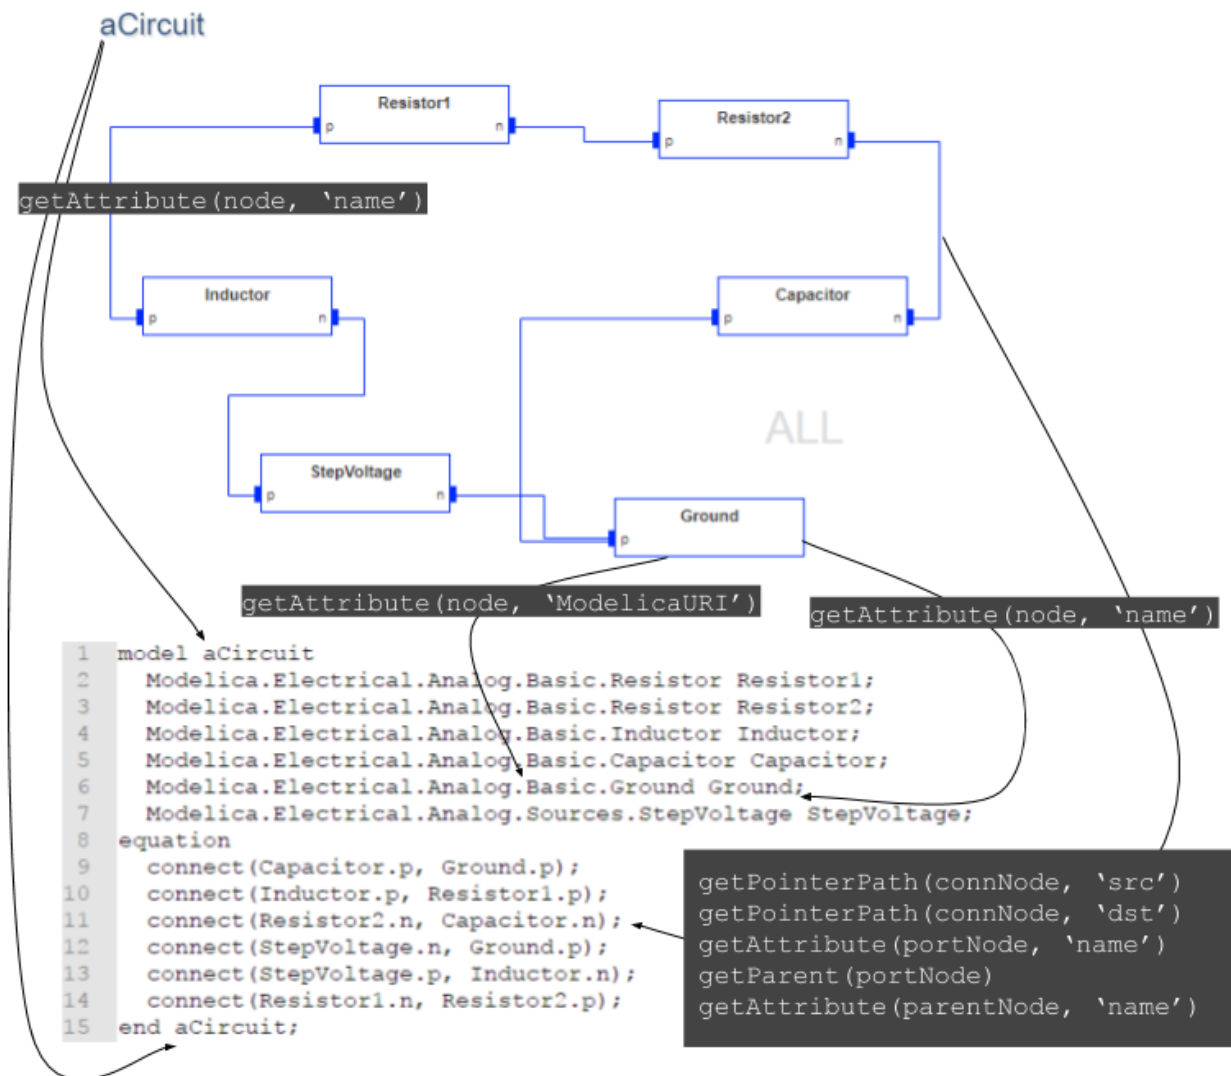 aCircuit
Resistor1
p
n
Resistor2
p
n
getAttribute(node, ‘name’)
Inductor
p
n
Capacitor
p
n
ALL
StepVoltage
p
n
Ground
p
getAttribute(node, ‘ModelicaURI’)
getAttribute(node, ‘name’)
1 model aCircuit
2 Modelica.Electrical.Analog.Basic.Resistor Resistor1;
3 Modelica.Electrical.Analog.Basic.Resistor Resistor2;
4 Modelica.Electrical.Analog.Basic.Inductor Inductor;
5 Modelica.Electrical.Analog.Basic.Capacitor Capacitor;
6 Modelica.Electrical.Analog.Basic.Ground Ground;
7 Modelica.Electrical.Analog.Sources.StepVoltage StepVoltage;
8 equation
9 connect(Capacitor.p, Ground.p);
10 connect(Inductor.p, Resistor1.p);
11 connect(Resistor2.n, Capacitor.n);
12 connect(StepVoltage.n, Ground.p);
13 connect(StepVoltage.p, Inductor.n);
14 connect(Resistor1.n, Resistor2.p);
15 end aCircuit;
getPointerPath(connNode, ‘src’)
getPointerPath(connNode, ‘dst’)
getAttribute(portNode, ‘name’)
getParent(portNode)
getAttribute(parentNode, ‘name’)